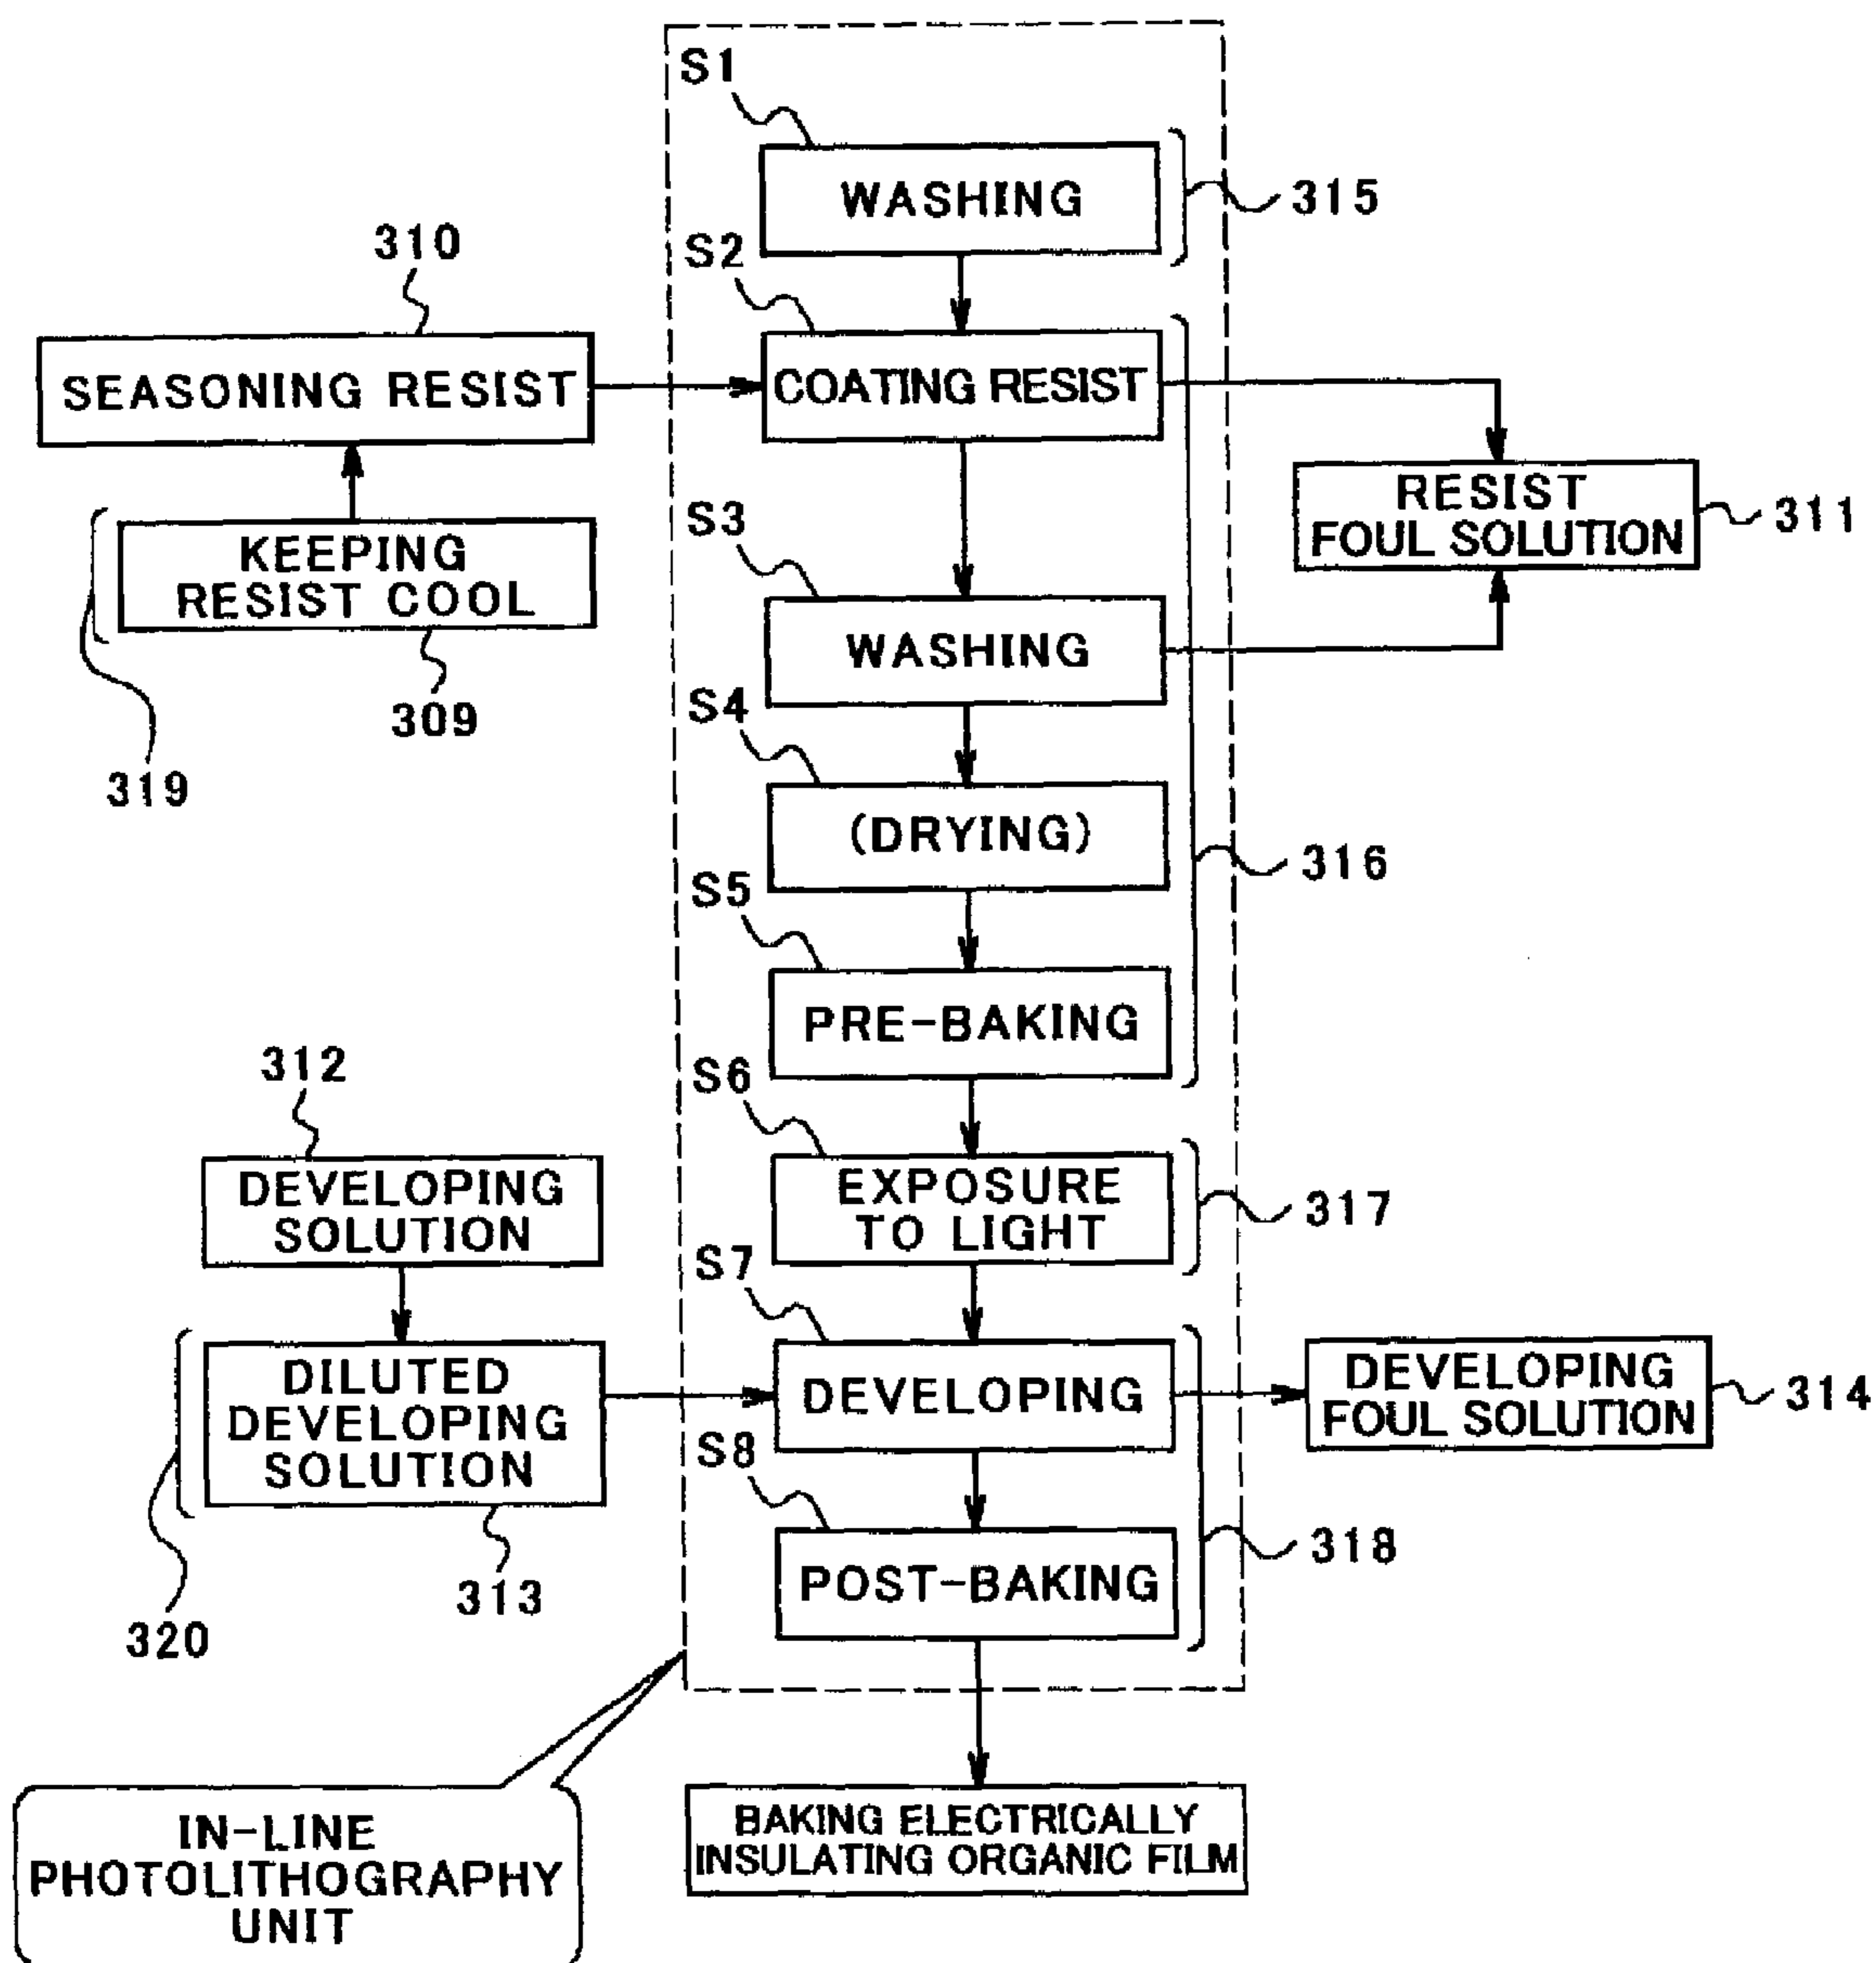 S1
WASHING
315
310
S2
SEASONING RESIST
COATING RESIST
KEEPING
RESIST COOL
309
319
RESIST
FOUL SOLUTION
311
S3
WASHING
S4
(DRYING)
316
S5
PRE-BAKING
312
S6
DEVELOPING
SOLUTION
EXPOSURE
TO LIGHT
317
S7
DILUTED
DEVELOPING
SOLUTION
313
320
DEVELOPING
DEVELOPING
FOUL SOLUTION
314
S8
POST-BAKING
318
IN-LINE
PHOTOLITHOGRAPHY
UNIT
BAKING ELECTRICALLY
INSULATING ORGANIC FILM